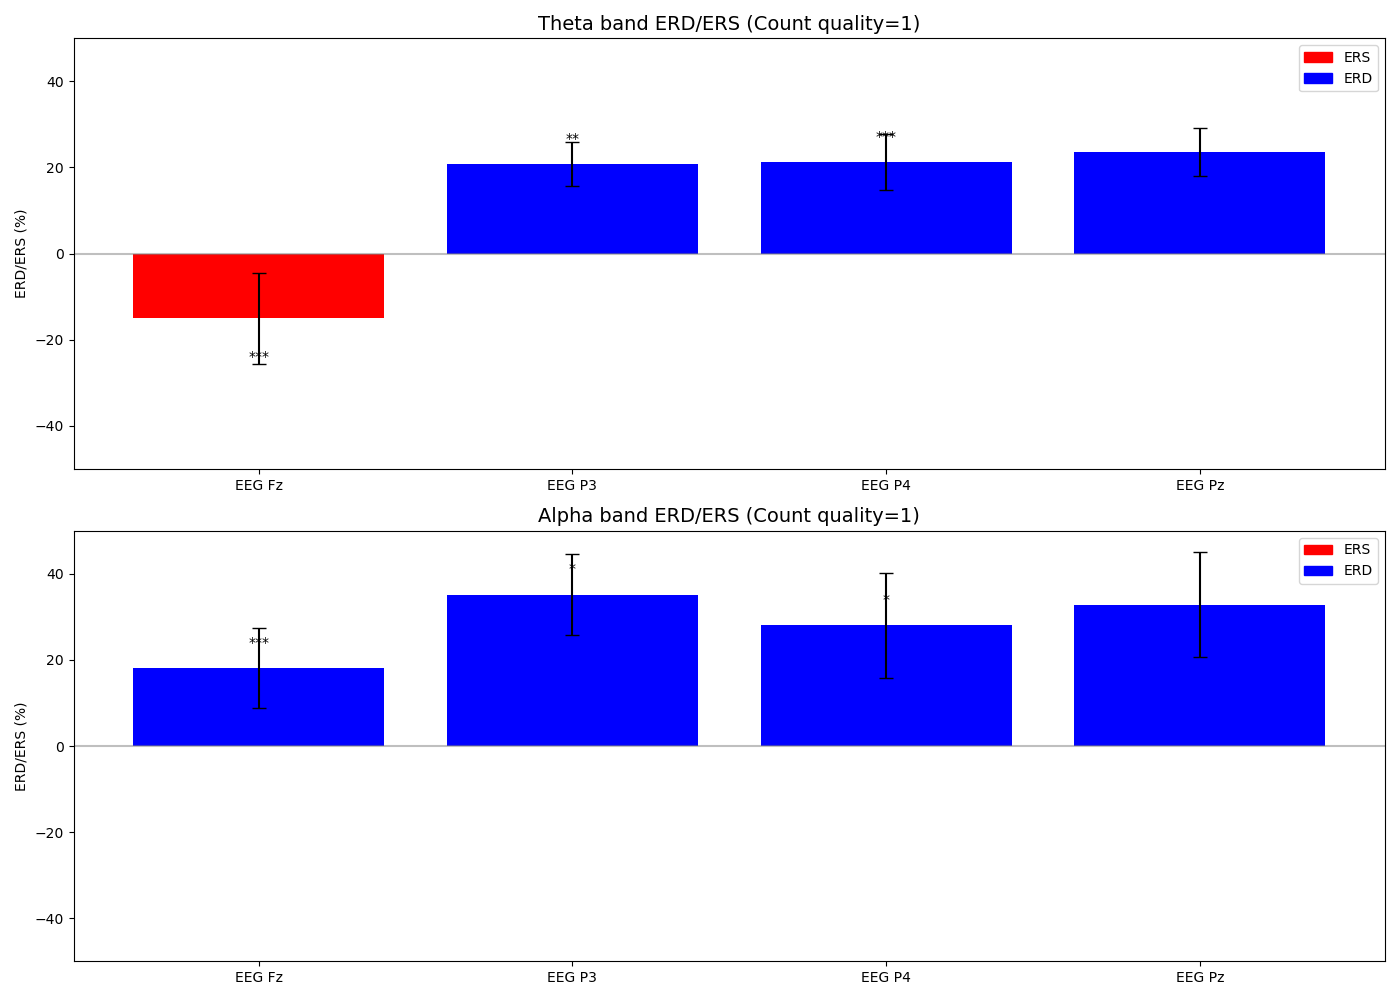 Theta band ERD/ERS (Count quality=1)
ERS
ERD
ERD/ERS (%)
40
20
0
−20
−40
**
***
***
EEG Fz
EEG P3
EEG P4
EEG Pz
Alpha band ERD/ERS (Count quality=1)
ERS
ERD
ERD/ERS (%)
40
20
0
−20
−40
***
*
*
EEG Fz
EEG P3
EEG P4
EEG Pz